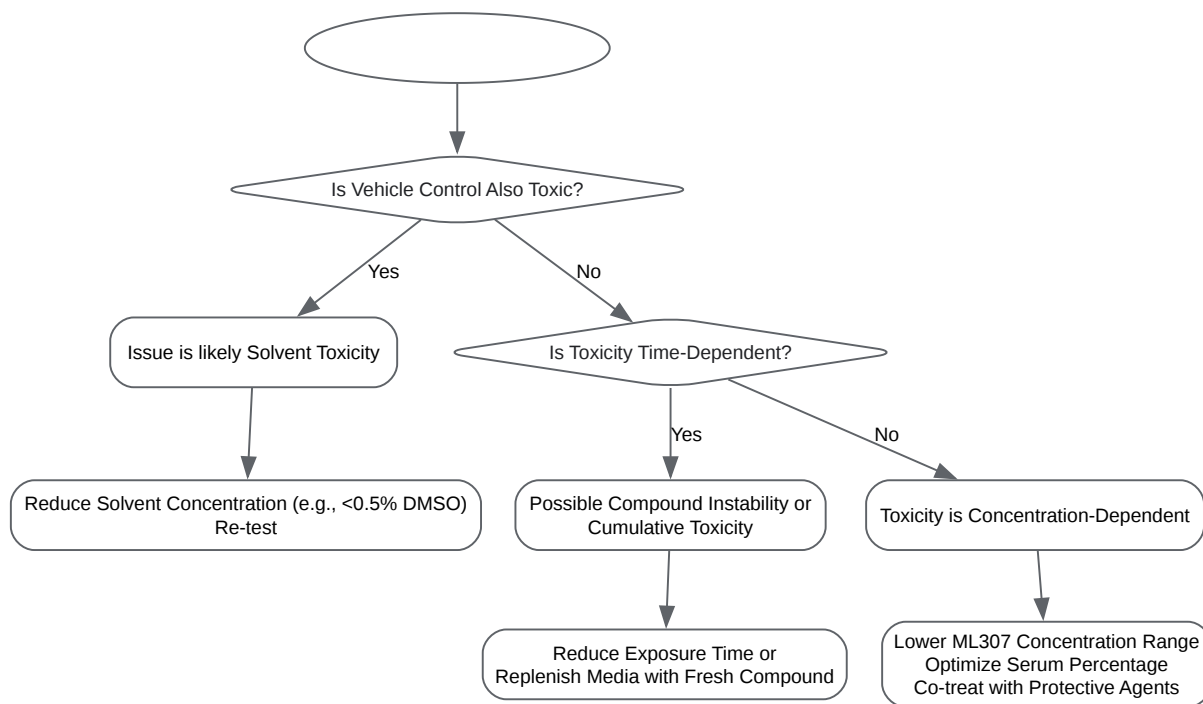 Is Vehicle Control Also Toxic?
Yes
No
Issue is likely Solvent Toxicity
Is Toxicity Time-Dependent?
Yes
No
Reduce Solvent Concentration (e.g., <0.5% DMSO)
Re-test
Possible Compound Instability or
Cumulative Toxicity
Toxicity is Concentration-Dependent
Reduce Exposure Time or
Replenish Media with Fresh Compound
Lower ML307 Concentration Range
Optimize Serum Percentage
Co-treat with Protective Agents